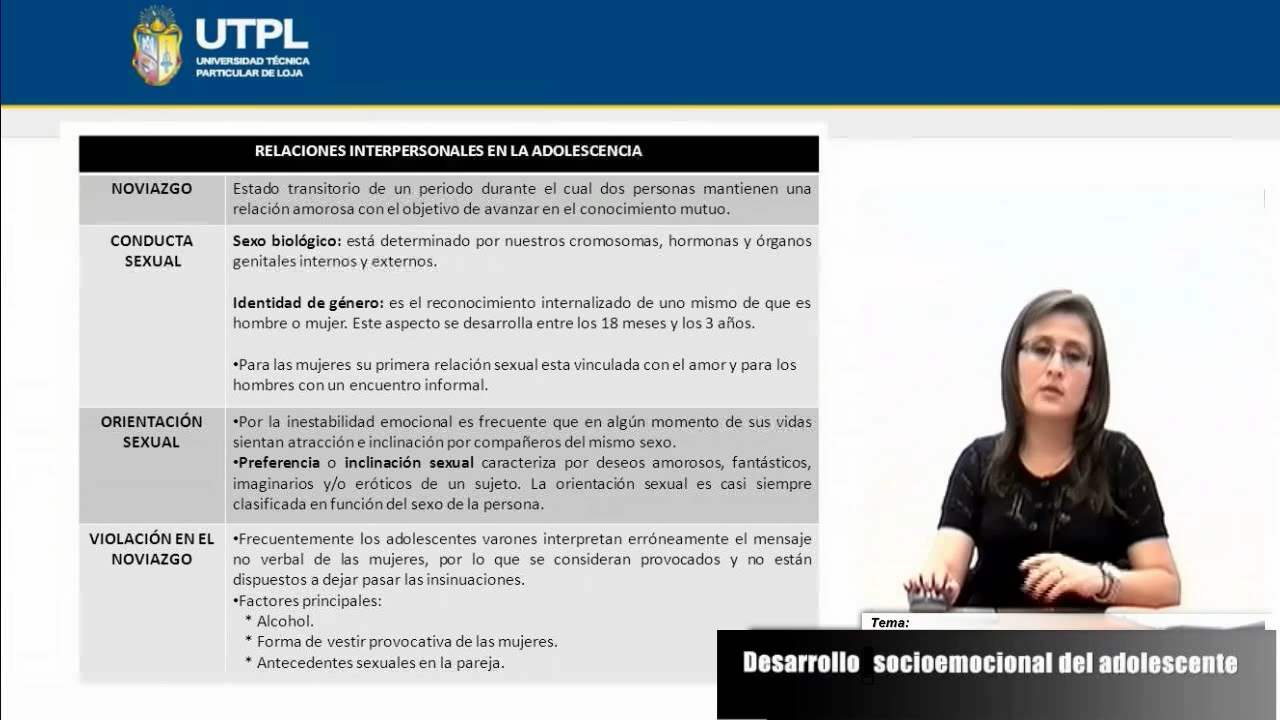 UTPL
UNIVERSIDAD TÉCNICA
PARTICULAR DE LOJA
RELACIONES INTERPERSONALES EN LA ADOLESCENCIA
NOVIAZGO
Estado transitorio de un periodo durante el cual dos personas mantienen una
relación amorosa con el objetivo de avanzar en el conocimiento mutuo.
CONDUCTA
SEXUAL
Sexo biológico: está determinado por nuestros cromosomas, hormonas y órganos
genitales internos y externos.
Identidad de género: es el reconocimiento internalizado de uno mismo de que es
hombre o mujer. Este aspecto se desarrolla entre los 18 meses y los 3 años.
•Para las mujeres su primera relación sexual esta vinculada con el amor y para los
hombres con un encuentro informal.
ORIENTACIÓN
SEXUAL
•Por la inestabilidad emocional es frecuente que en algún momento de sus vidas
sientan atracción e inclinación por compañeros del mismo sexo.
•Preferencia o inclinación sexual caracteriza por deseos amorosos, fantásticos,
imaginarios y/o eróticos de un sujeto. La orientación sexual es casi siempre
clasificada en función del sexo de la persona.
VIOLACIÓN EN EL
NOVIAZGO
•Frecuentemente los adolescentes varones interpretan erróneamente el mensaje
no verbal de las mujeres, por lo que se consideran provocados y no están
dispuestos a dejar pasar las insinuaciones.
•Factores principales:
* Alcohol.
* Forma de vestir provocativa de las mujeres.
* Antecedentes sexuales en la pareja.
Tema:
Desarrollo socioemocional del adolescente